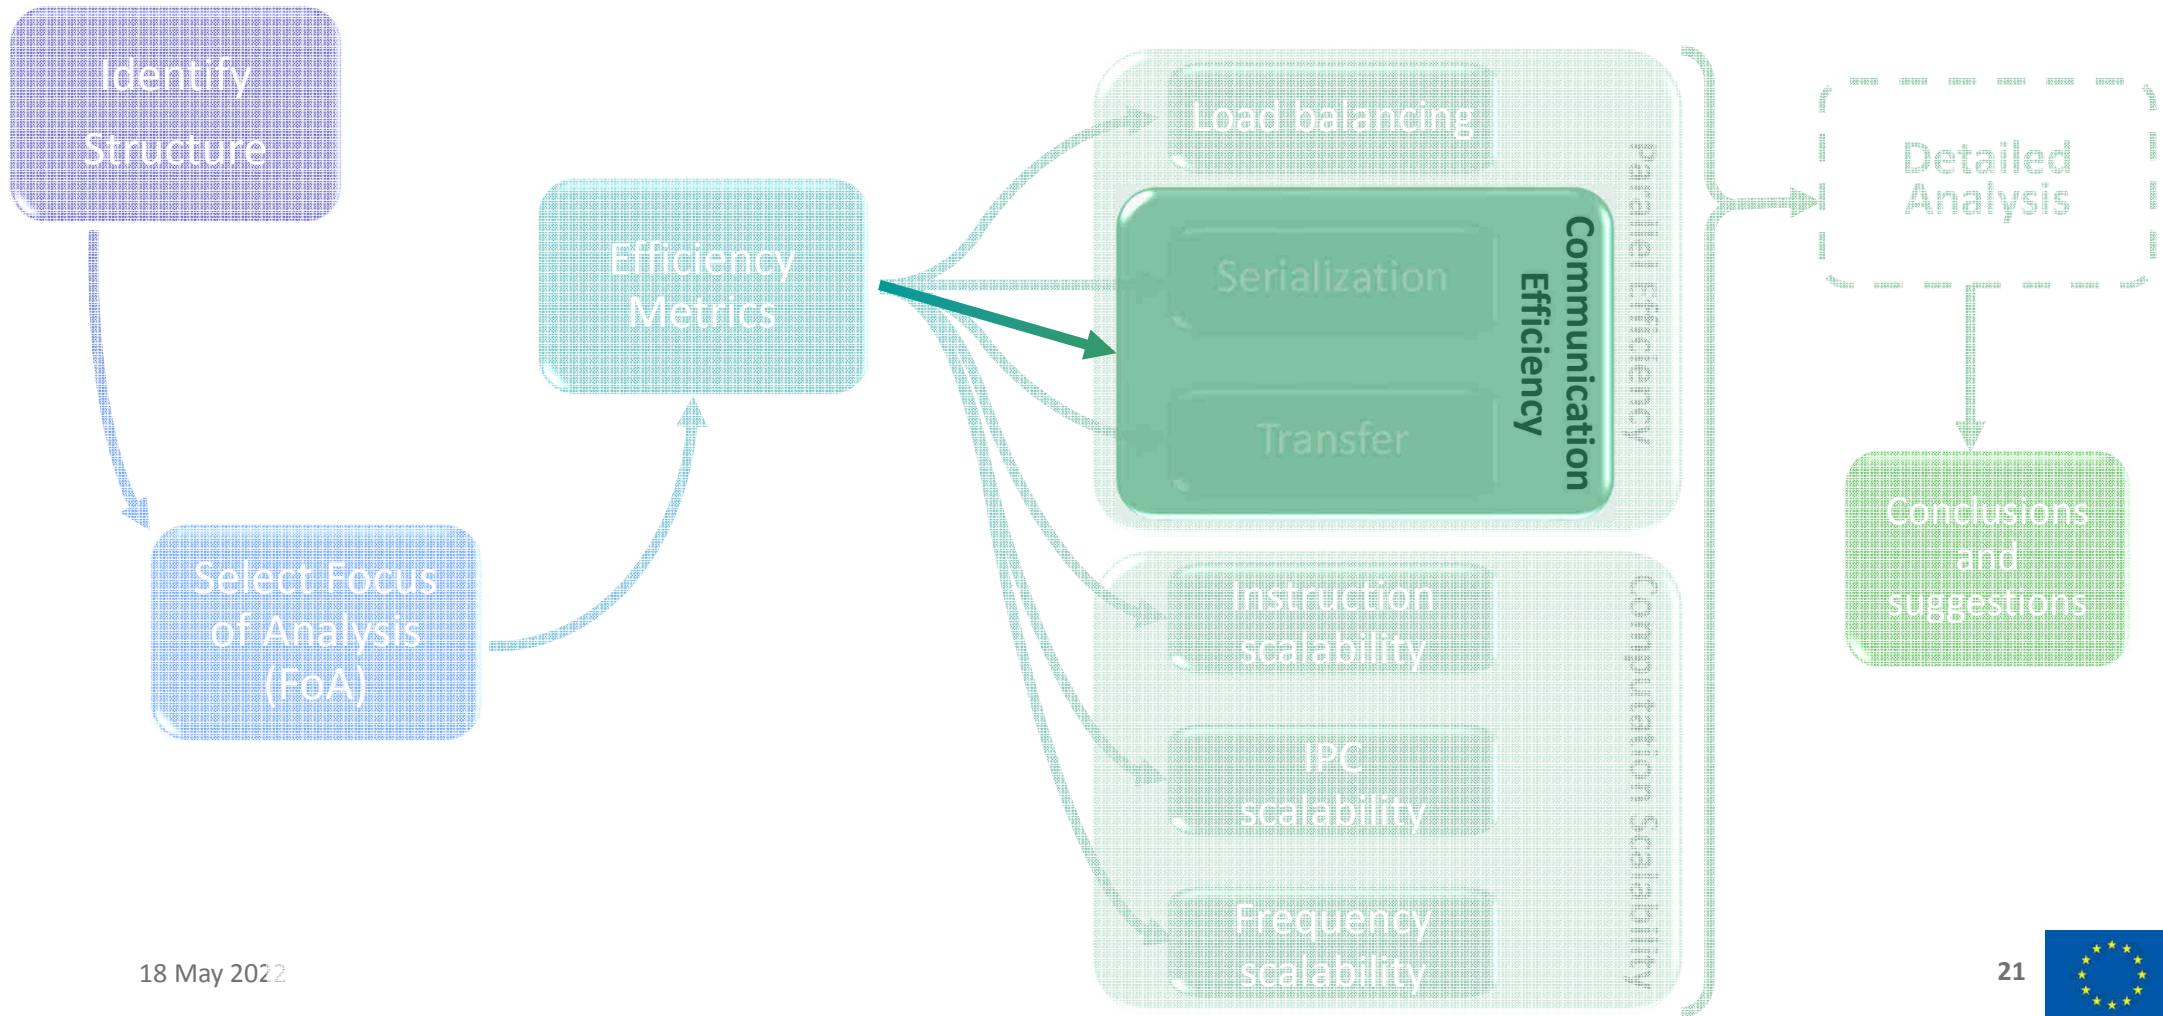 Identify
Structure
Select Focus
of Analysis
(FoA)
Efficiency
Metrics
Load balancing
Serialization
Transfer
Communication
Efficiency
Parallel Efficiency
Instruction
scalability
IPC
scalability
Frequency
scalability
Computation Scalability
Detailed
Analysis
Conclusions
and
suggestions
18 May 2022
21